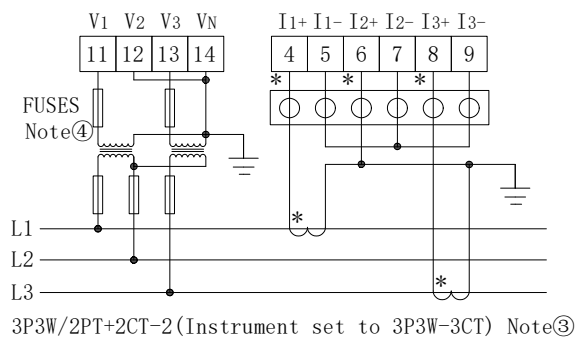 V1 V2 V3 VN I1+ I1- I2+ I2- I3+ I3-
11 12 13 14 4 5 6 7 8 9
* * *
FUSES
Note④
*
L1
L2
*
L3
3P3W/2PT+2CT-2(Instrument set to 3P3W-3CT) Note③